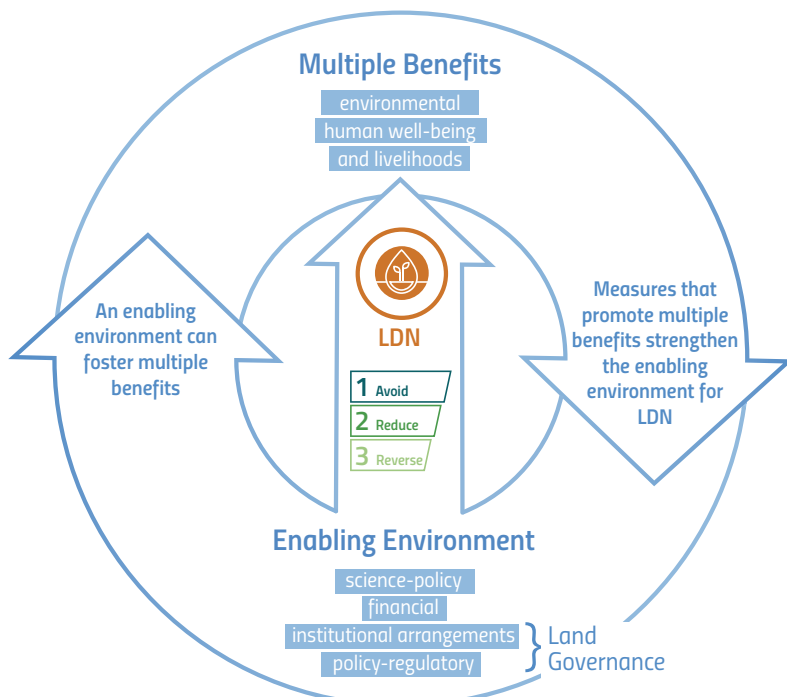 Multiple Benefits
environmental
human well-being
and livelihoods
An enabling
environment can
foster multiple
benefits
LDN
1 Avoid
2 Reduce
3 Reverse
Measures that
promote multiple
benefits strengthen
the enabling
environment for
LDN
Enabling Environment
science-policy
financial
institutional arrangements
policy-regulatory
Land
Governance